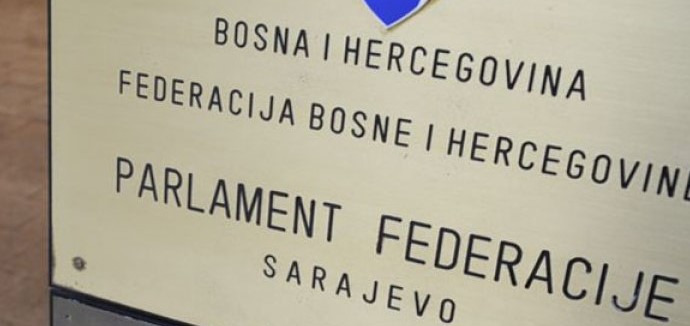 BOSNA I HERCEGOVINA
FEDERACIJA BOSNE I HERCEGOVINE
PARLAMENT FEDERACIJE
SARAJEVO